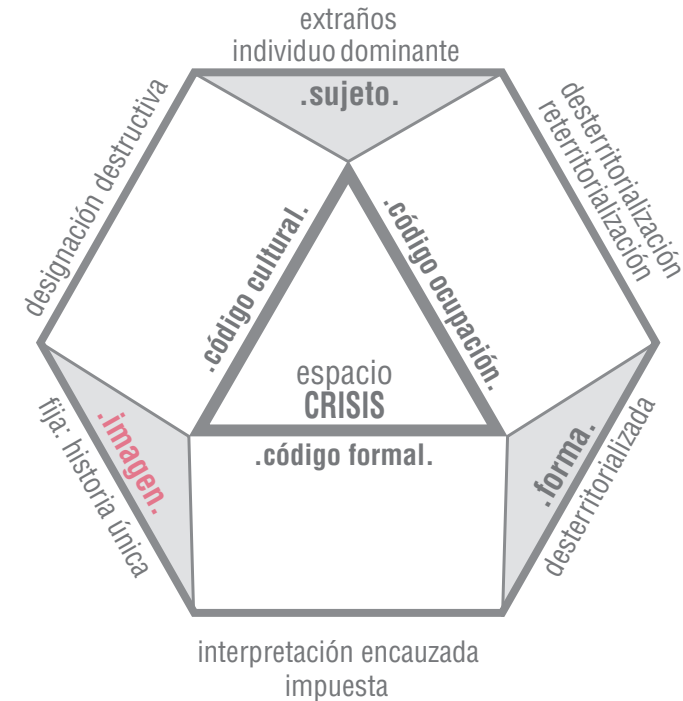 extraños
individuo dominante
.sujeto.
designación destructiva
desterritorialización
reterritorialización
.código cultural.
.código ocupación.
espacio
CRISIS
.código formal.
.imagen.
fija: historia única
.forma.
desterritorializada
interpretación encauzada
impuesta